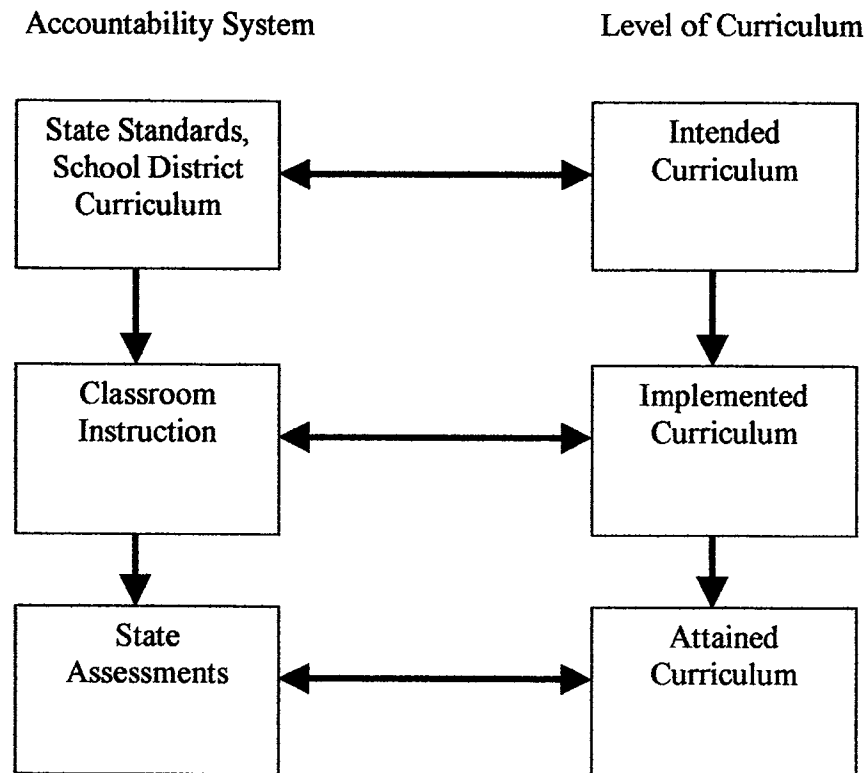 Accountability System
Level of Curriculum
State Standards,
School District
Curriculum
Intended
Curriculum
Classroom
Instruction
Implemented
Curriculum
State
Assessments
Attained
Curriculum